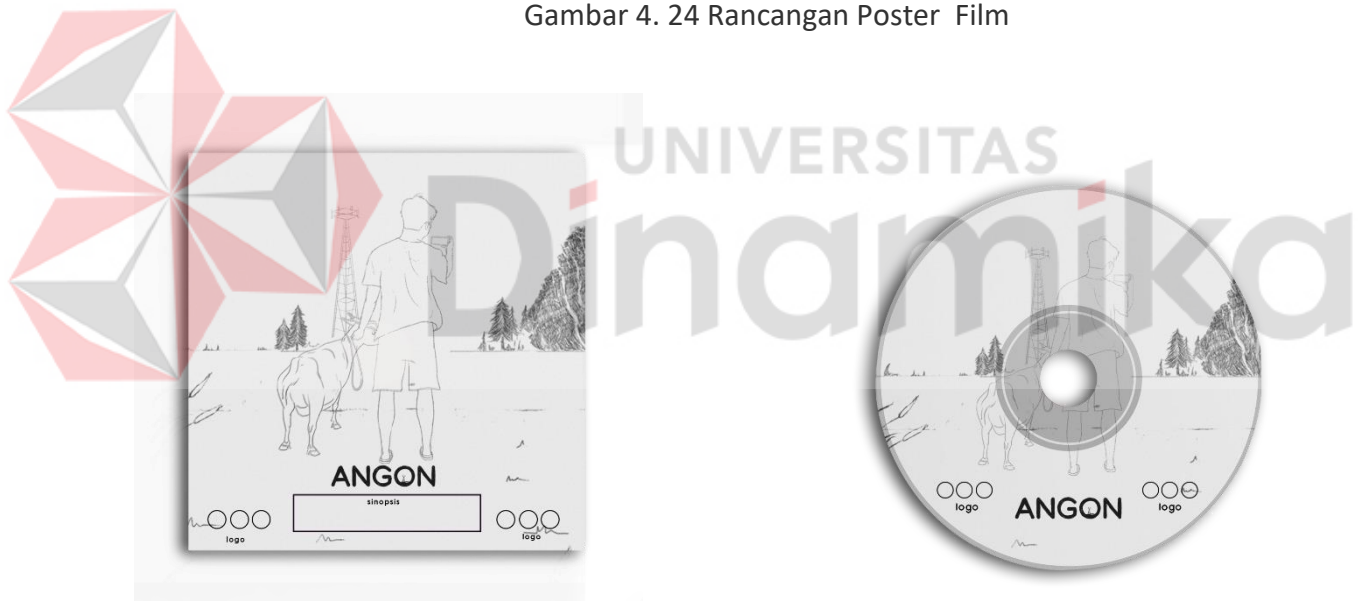 Gambar 4. 24 Rancangan Poster Film
UNIVERSITAS
Dinamika
ANGON
sinopsis
logo
logo
logo
logo
ANGON